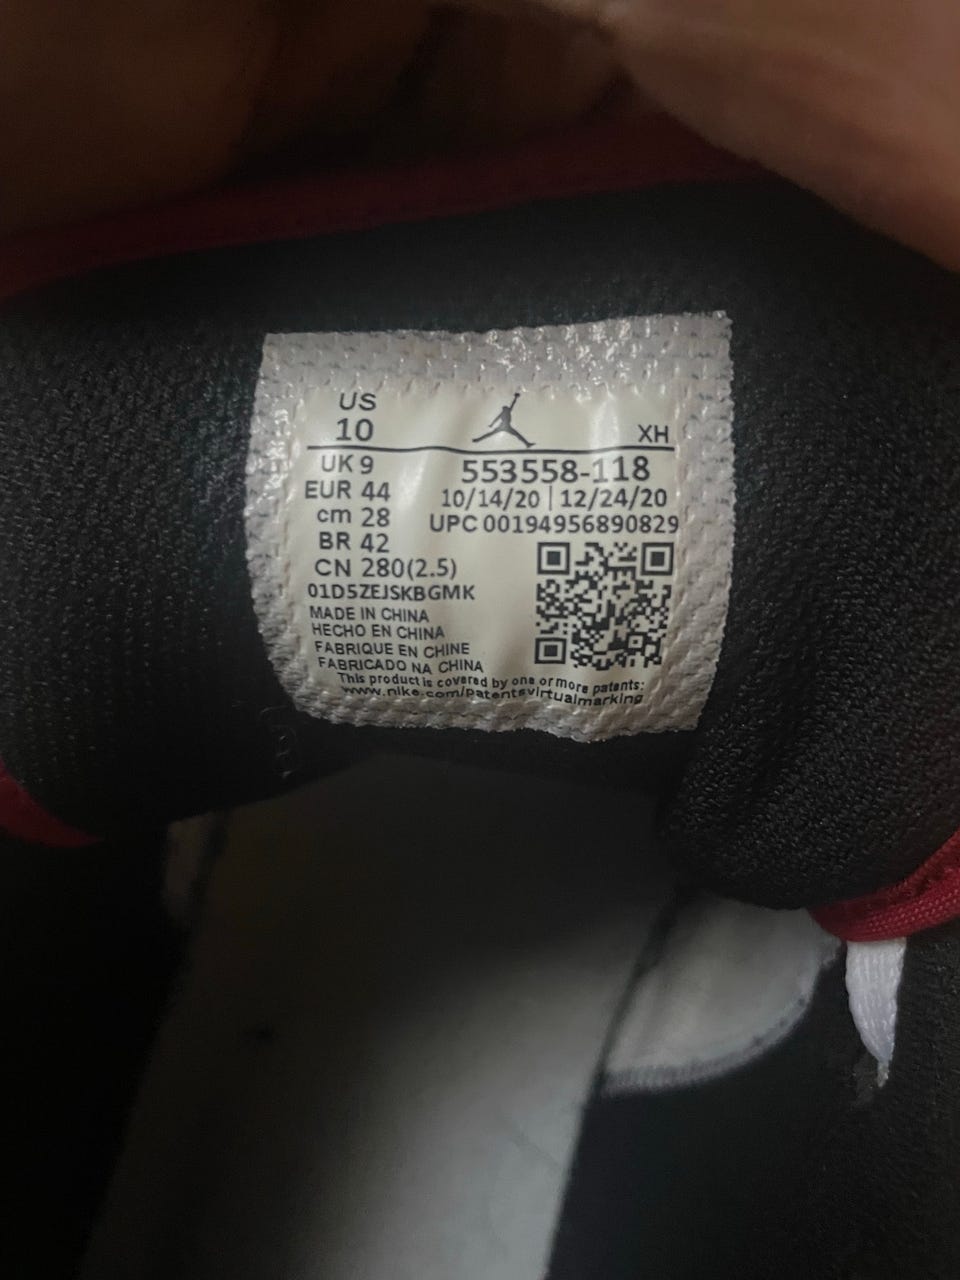 US
10
XH
UK 9
EUR 44
cm 28
BR 42
CN 280(2.5)
553558-118
10/14/20 | 12/24/20
UPC 00194956890829
01D5ZEJSKBGMK
MADE IN CHINA
HECHO EN CHINA
FABRIQUE EN CHINE
FABRICADO NA CHINA
This product is covered by one or more patents:
www.nike.com/patentsvirtualmarking